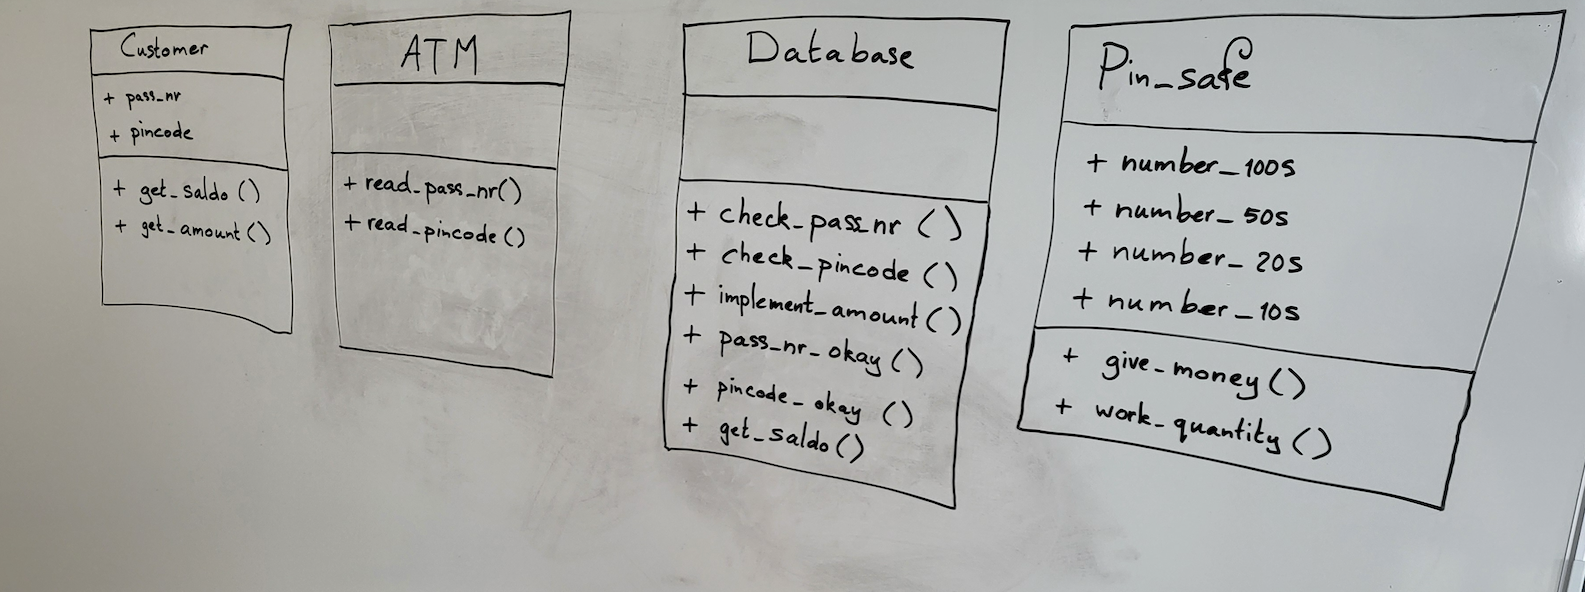 Customer
+ pass_nr
+ pincode
+ get_saldo ()
+ get_amount ()
ATM
+ read_pass_nr()
+ read_pincode ()
Database
+ check_pass_nr ()
+ check_pincode ()
+ implement_amount ()
+ pass_nr_okay ()
+ pincode_okay ()
+ get_saldo ()
Pin_safe
+ number_100s
+ number_50s
+ number_20s
+ number_10s
+ give_money ()
+ work_quantity ()